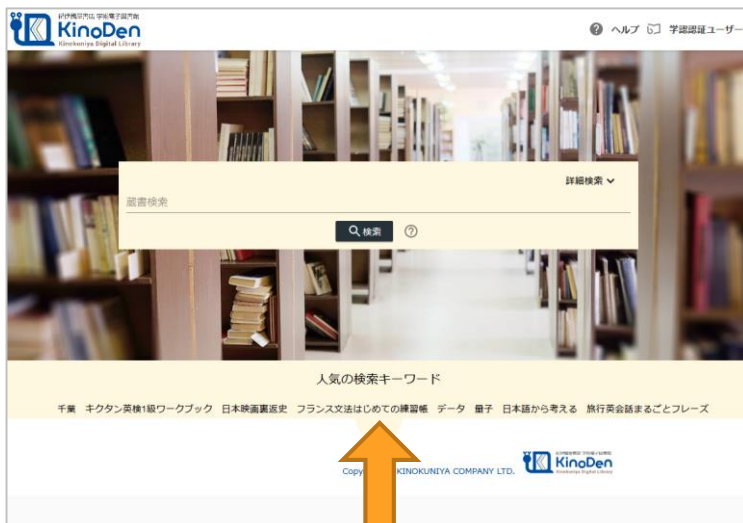 紀伊國屋書店 学術電子図書館
KinoDen
Kinokuniya Digital Library
ヘルプ 学認認証ユーザー
詳細検索
蔵書検索
検索
人気の検索キーワード
千葉 キクタン英検1級ワークブック 日本映画裏返史 フランス文法はじめての練習帳 データ 量子 日本語から考える 旅行英会話まるごとフレーズ
KINOKUNIYA COMPANY LTD.
KinoDen
Kinokuniya Digital Library